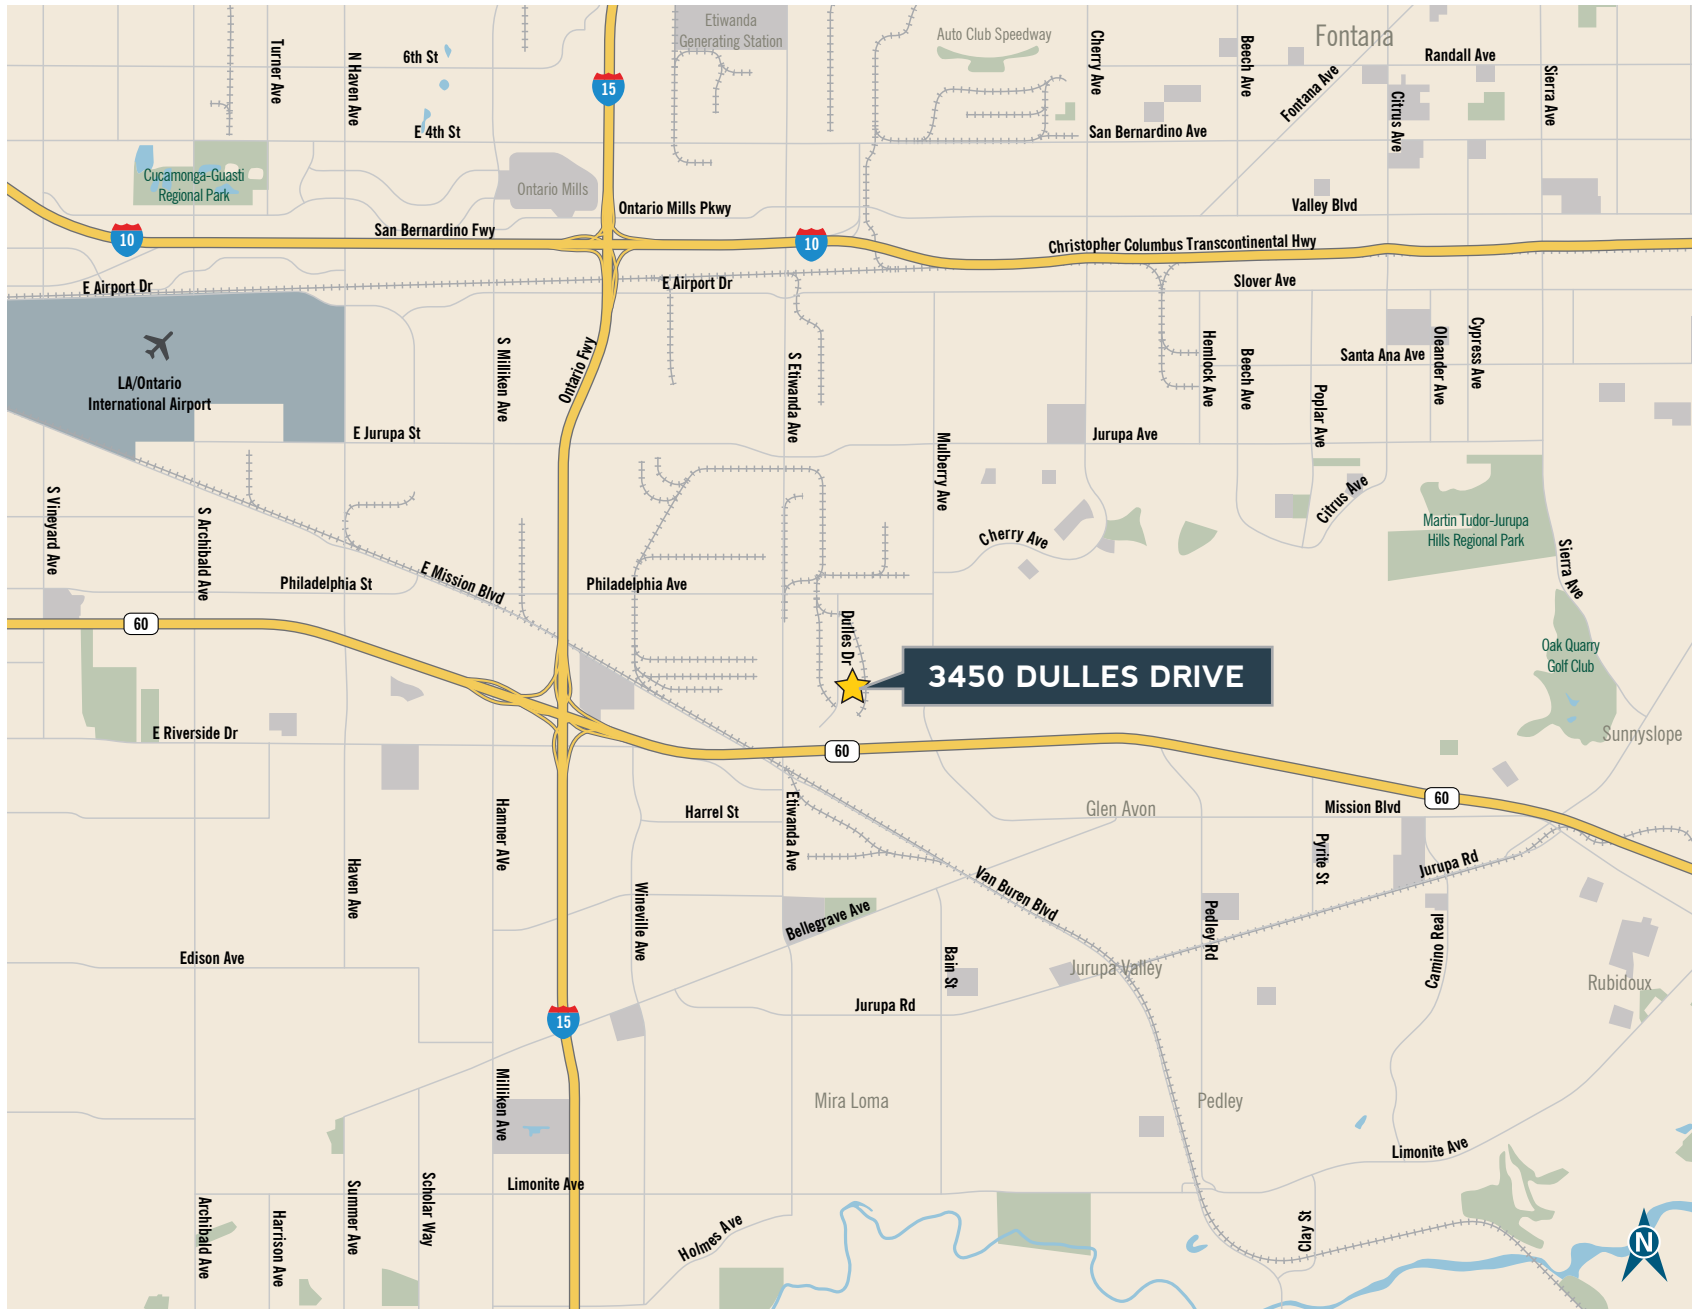 Etiwanda
Generating Station
Auto Club Speedway
Fontana
Turner Ave
N Haven Ave
6th St
15
Cherry Ave
Beech Ave
Fontana Ave
Randall Ave
Citrus Ave
Sierra Ave
E 4th St
San Bernardino Ave
Cucamonga-Guasti
Regional Park
Ontario Mills
Ontario Mills Pkwy
Valley Blvd
10
San Bernardino Fwy
10
Christopher Columbus Transcontinental Hwy
E Airport Dr
E Airport Dr
Slover Ave
LA/Ontario
International Airport
S Milliken Ave
Ontario Fwy
S Etiwanda Ave
Hemlock Ave
Beech Ave
Santa Ana Ave
Oleander Ave
Cypress Ave
Poplar Ave
E Jurupa St
Mulberry Ave
Jurupa Ave
S Vineyard Ave
S Archibald Ave
Citrus Ave
Martin Tudor-Jurupa
Hills Regional Park
Cherry Ave
Sierra Ave
Philadelphia St
E Mission Blvd
Philadelphia Ave
60
Dulles Dr
3450 DULLES DRIVE
Oak Quarry
Golf Club
Sunnyslope
E Riverside Dr
60
Hamner AVe
Harrel St
Etiwanda Ave
Glen Avon
Mission Blvd
60
Haven Ave
Pyrite St
Jurupa Rd
Wineville Ave
Van Buren Blvd
Bellegrave Ave
Pedley Rd
Camino Real
Edison Ave
Bain St
Jurupa Valley
Rubidoux
Jurupa Rd
15
Milliken Ave
Mira Loma
Pedley
Limonite Ave
Limonite Ave
Archibald Ave
Harrison Ave
Summer Ave
Scholar Way
Holmes Ave
Clay St
N